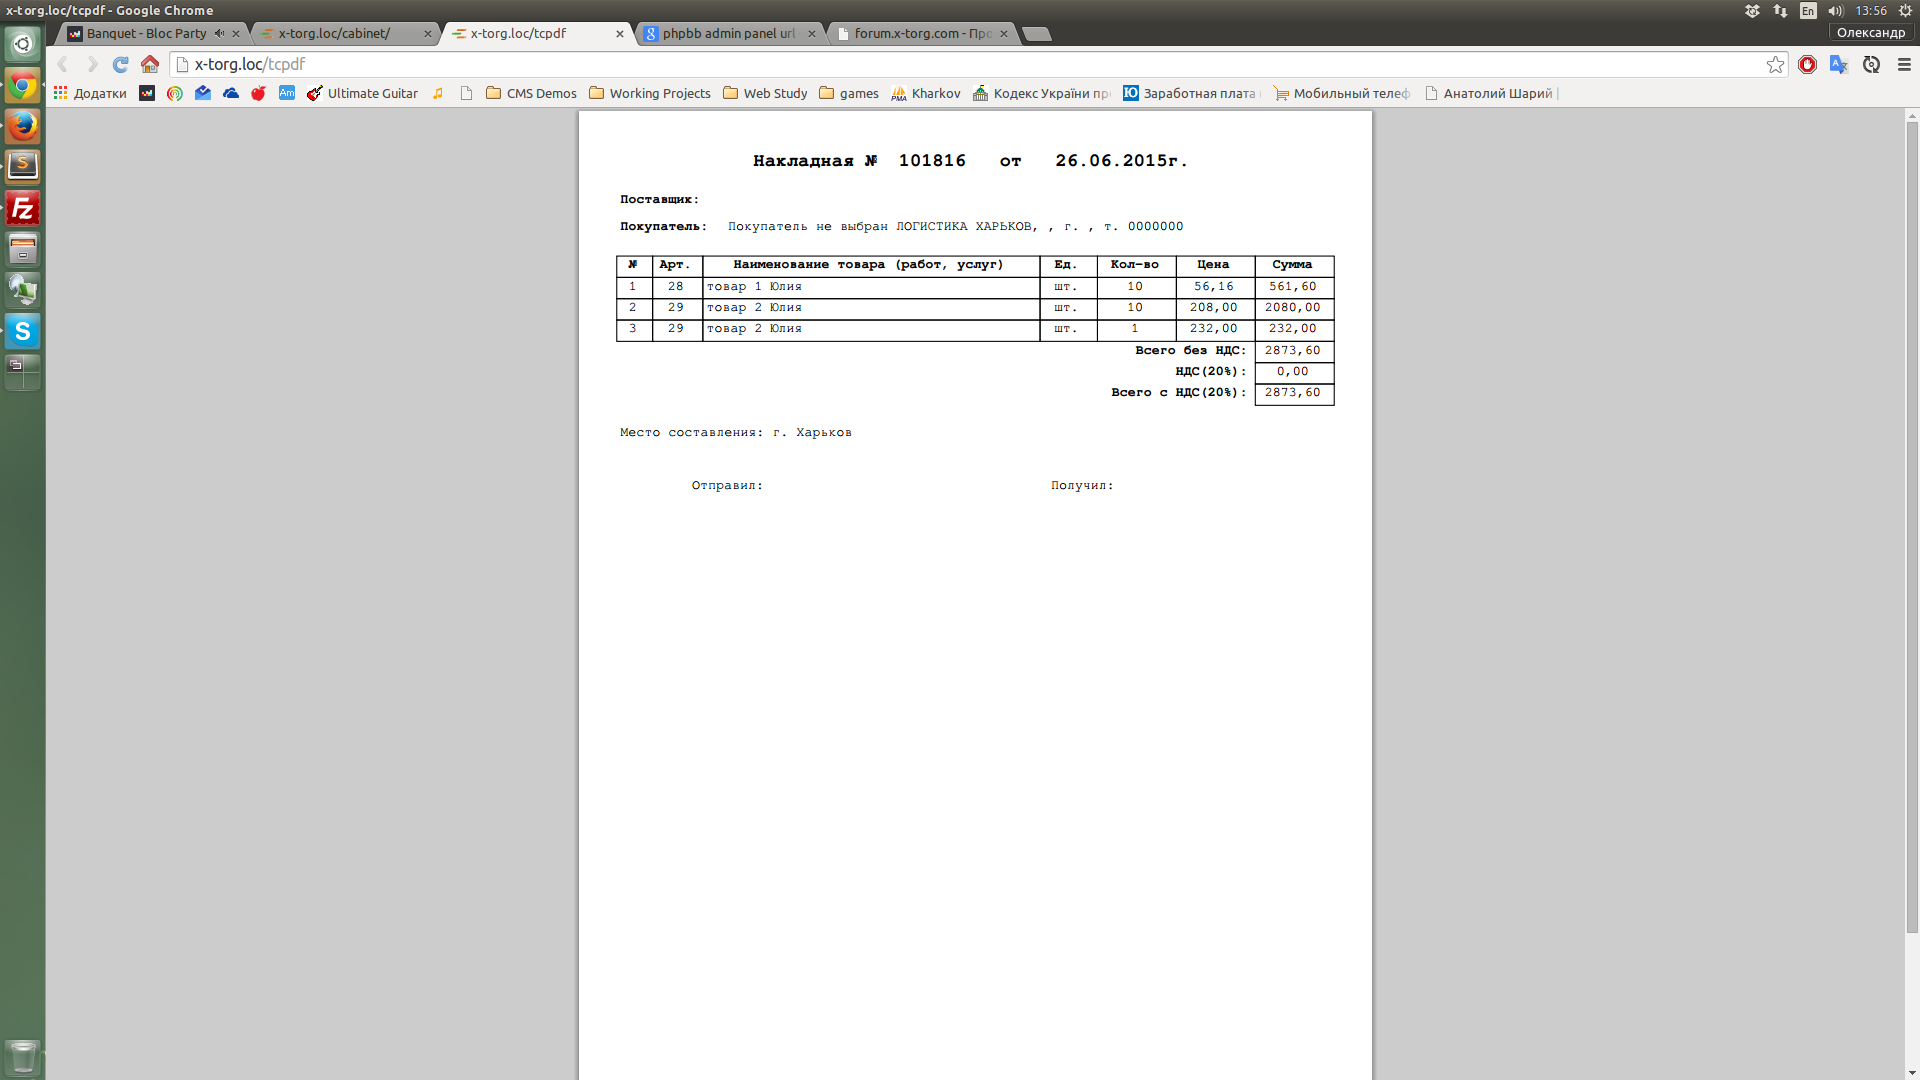 x-torg.loc/tcpdf - Google Chrome
En
13:56
Banquet - Bloc Party
x-torg.loc/cabinet/
x-torg.loc/tcpdf
phpbb admin panel url
forum.x-torg.com - Про
Олександр
x-torg.loc/tcpdf
Додатки
Am
Ultimate Guitar
CMS Demos
Working Projects
Web Study
games
PMA
Kharkov
Кодекс України пр
Ю
Заработная плата
Мобильный телеф
Анатолий Шарий |
Накладная № 101816 от 26.06.2015г.
Поставщик:
Покупатель: Покупатель не выбран ЛОГИСТИКА ХАРЬКОВ, , г. , т. 0000000
№ Арт. Наименование товара (работ, услуг) Ед. Кол-во Цена Сумма
1 28 товар 1 Юлия шт. 10 56,16 561,60
2 29 товар 2 Юлия шт. 10 208,00 2080,00
3 29 товар 2 Юлия шт. 1 232,00 232,00
Всего без НДС: 2873,60
НДС(20%): 0,00
Всего с НДС(20%): 2873,60
Место составления: г. Харьков
Отправил: Получил: